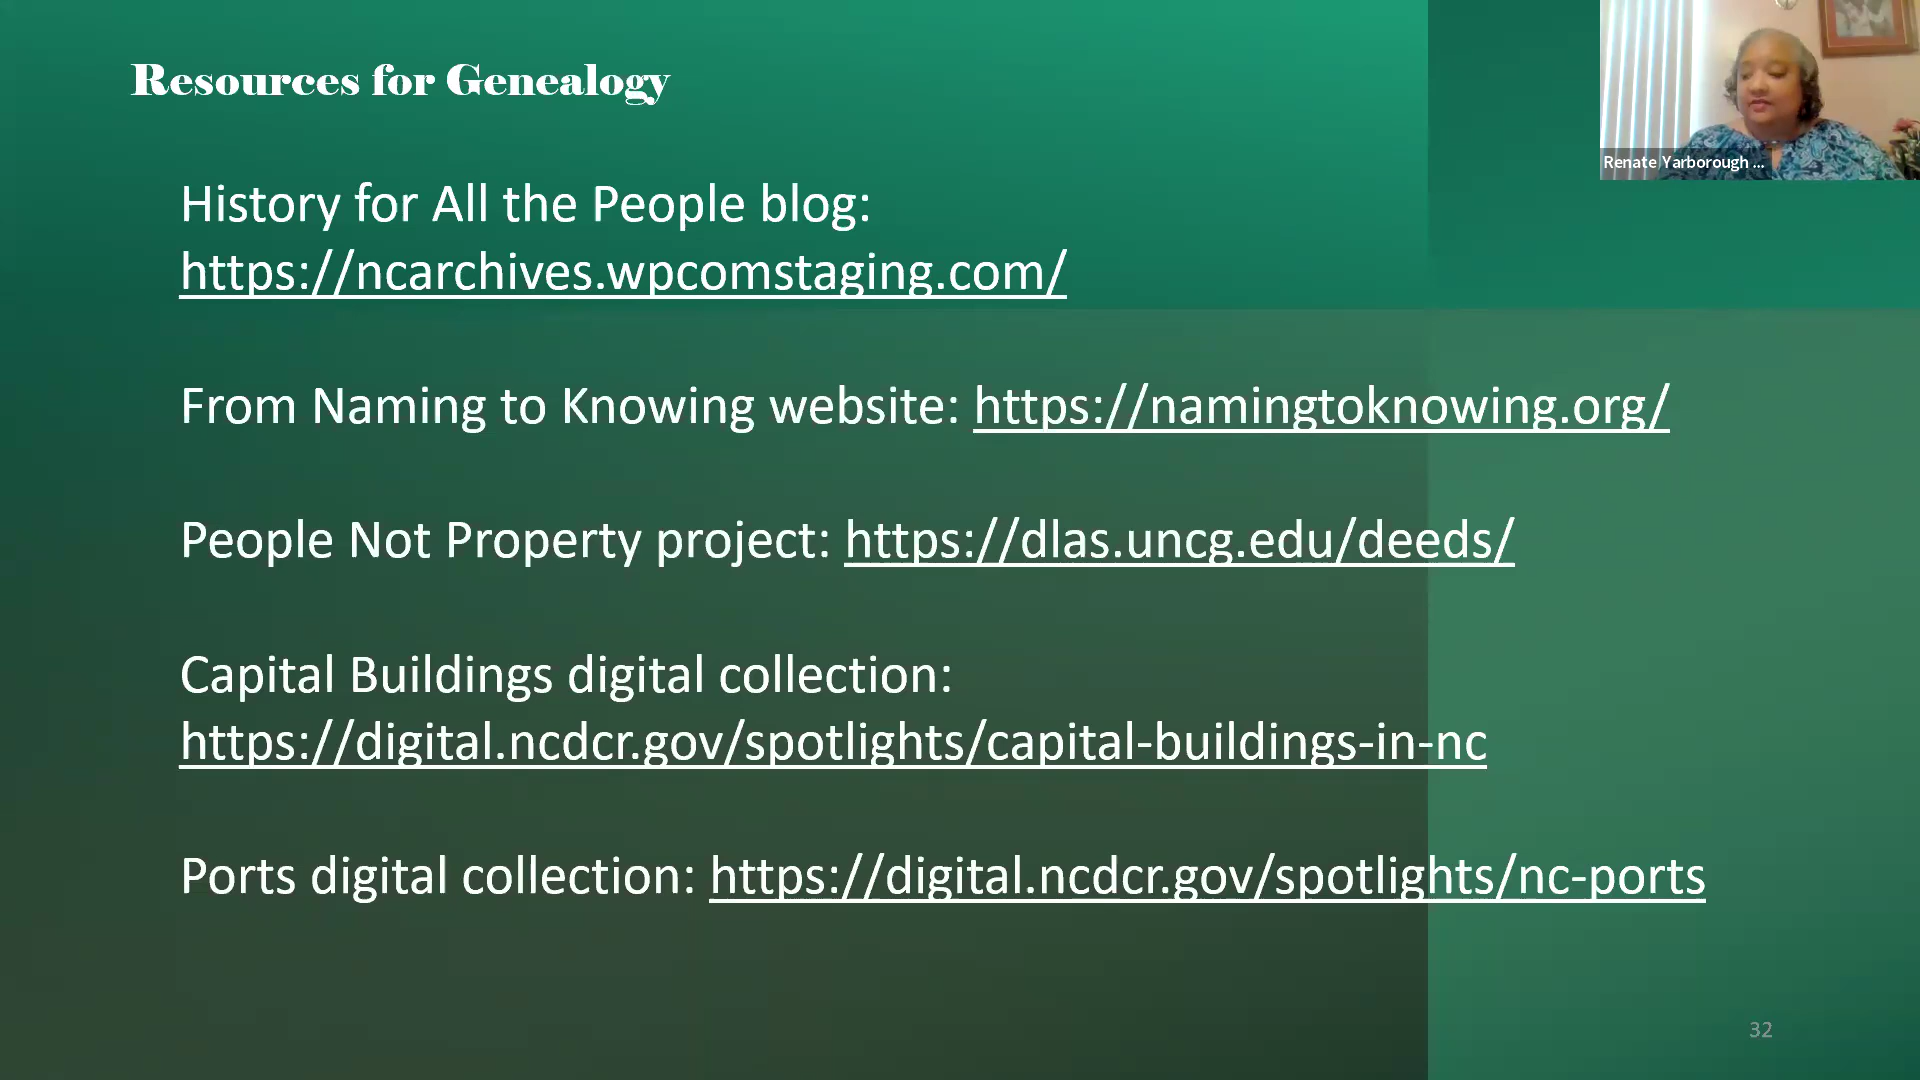 Resources for Genealogy
Renate Yarborough ...
History for All the People blog:
https://ncarchives.wpcomstaging.com/
From Naming to Knowing website: https://namingtoknowing.org/
People Not Property project: https://dlas.uncg.edu/deeds/
Capital Buildings digital collection:
https://digital.ncdcr.gov/spotlights/capital-buildings-in-nc
Ports digital collection: https://digital.ncdcr.gov/spotlights/nc-ports
32